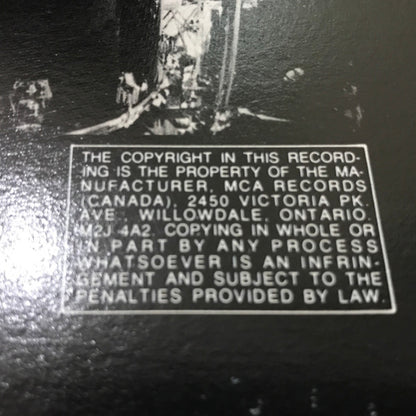 THE COPYRIGHT IN THIS RECORD-
ING IS THE PROPERTY OF THE MA-
NUFACTURER, MCA RECORDS
(CANADA), 2450 VICTORIA PK.
AVE., WILLOWDALE, ONTARIO.
M2J 4A2. COPYING IN WHOLE OR
IN PART BY ANY PROCESS
WHATSOEVER IS AN INFRIN-
GEMENT AND SUBJECT TO THE
PENALTIES PROVIDED BY LAW.